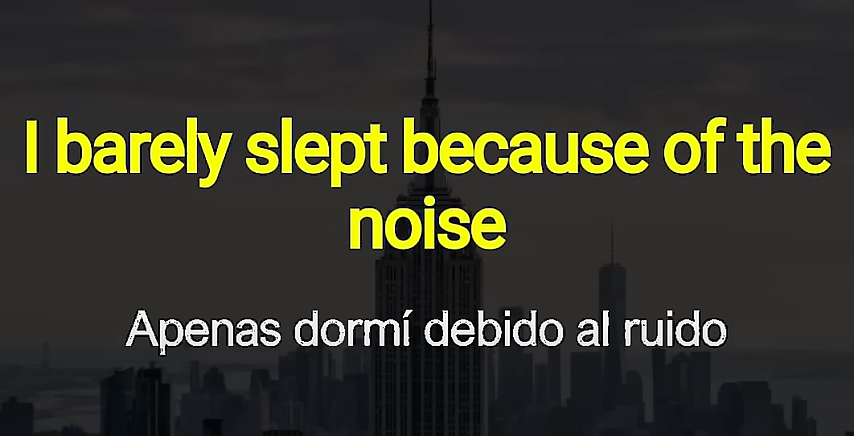 I barely slept because of the
noise
Apenas dormí debido al ruido